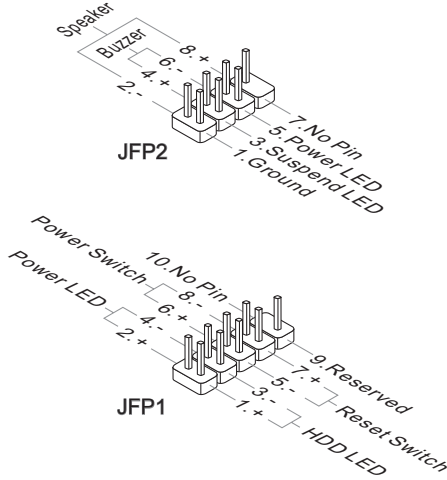 Speaker
Buzzer
8.+
6.-
4.+
2.-
7.No Pin
5.Power LED
3.Suspend LED
1.Ground
JFP2
Power Switch
Power LED
10.No Pin
8.-
6.+
4.-
2.+
9.Reserved
7.+
5.-
Reset Switch
3.-
1.+
HDD LED
JFP1